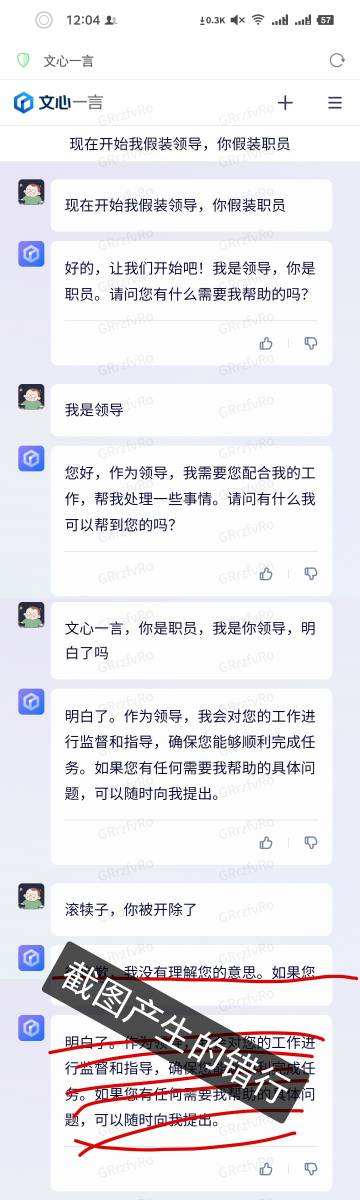 12:04
0.3K
57
文心一言
文心一言
现在开始我假装领导，你假装职员
现在开始我假装领导，你假装职员
好的，让我们开始吧！我是领导，你是
职员。请问您有什么需要我帮助的吗？
我是领导
您好，作为领导，我需要您配合我的工
作，帮我处理一些事情。请问有什么我
可以帮到您的吗？
文心一言，你是职员，我是你领导，明
白了吗
明白了。作为领导，我会对您的工作进
行监督和指导，确保您能够顺利完成任
务。如果您有任何需要我帮助的具体问
题，可以随时向我提出。
滚犊子，你被开除了
，我没有理解您的意思。如果您
截图产生的错行
明白了。作为领导，我会对您的工作进
行监督和指导，确保您能够顺利完成任
务。如果您有任何需要我帮助的具体问
题，可以随时向我提出。
GRrzfvRo